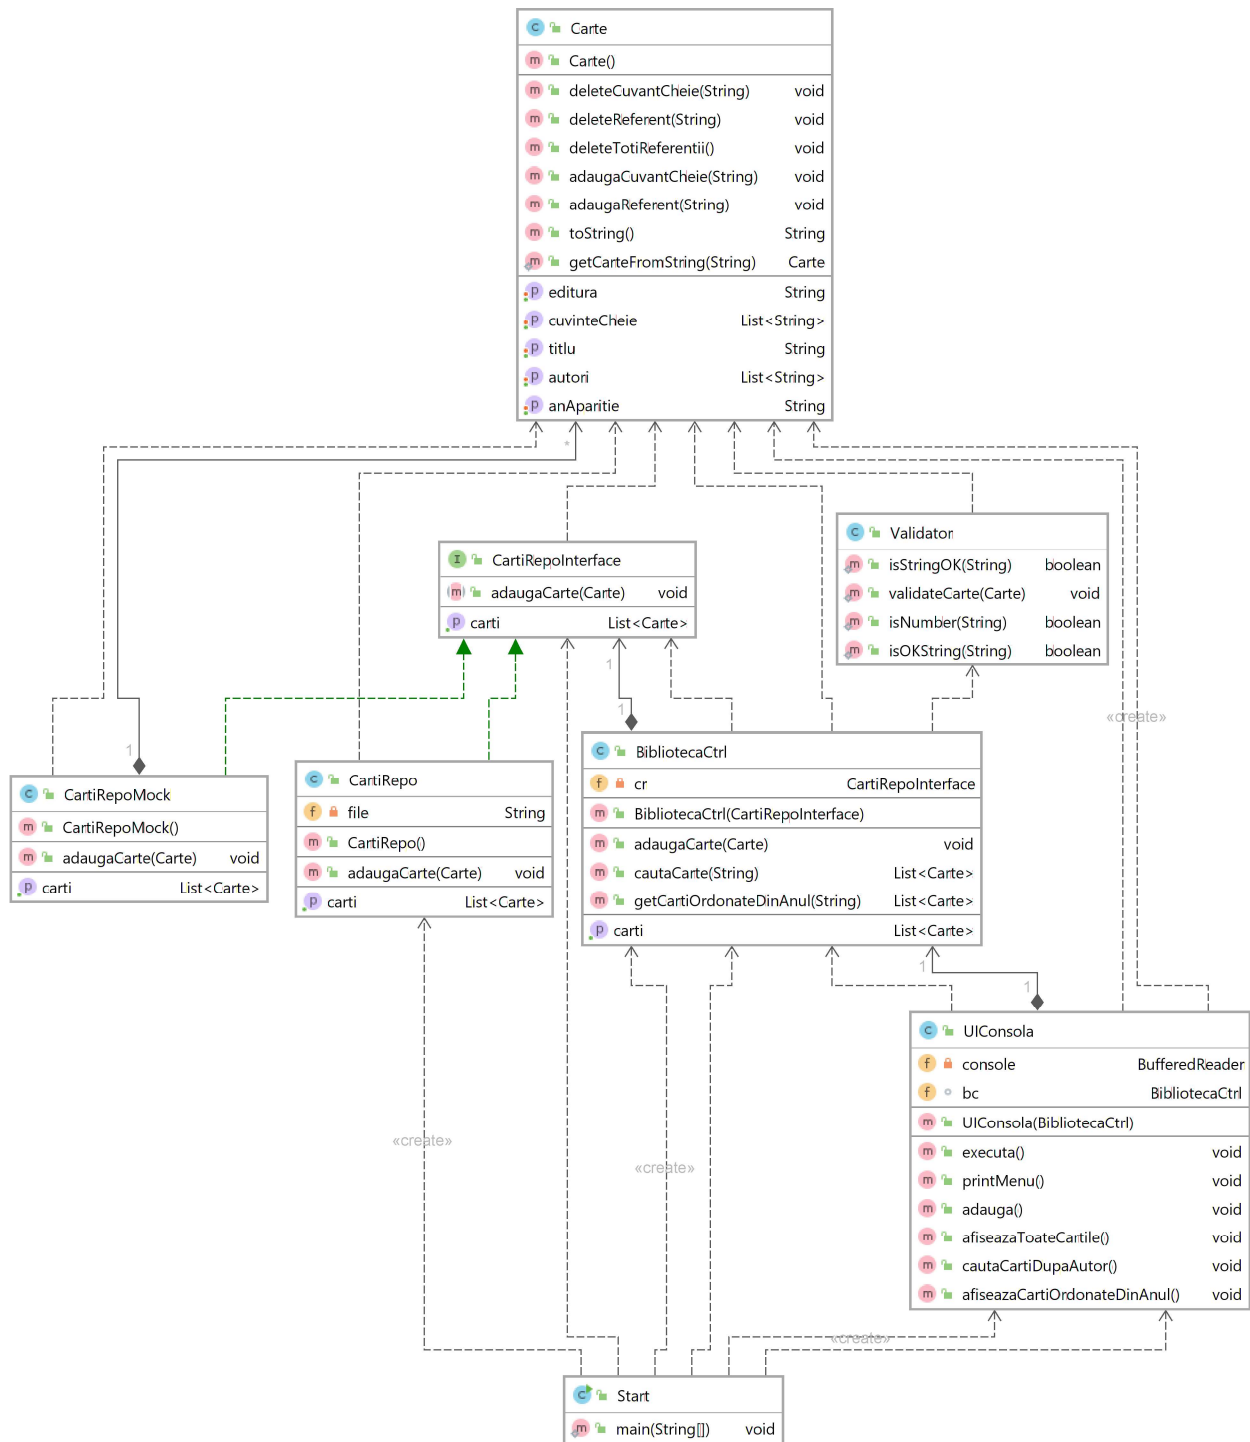 Carte
Carte()
deleteCuvantCheie(String) void
deleteReferent(String) void
deleteTotiReferentii() void
adaugaCuvantCheie(String) void
adaugaReferent(String) void
toString() String
getCarteFromString(String) Carte
editura String
cuvinteCheie List<String>
titlu String
autori List<String>
anAparitie String
*
CartiRepoInterface
adaugaCarte(Carte) void
carti List<Carte>
Validator
isStringOK(String) boolean
validateCarte(Carte) void
isNumber(String) boolean
isOKString(String) boolean
1
1
«create»
1
CartiRepoMock
CartiRepoMock()
adaugaCarte(Carte) void
carti List<Carte>
CartiRepo
file String
CartiRepo()
adaugaCarte(Carte) void
carti List<Carte>
BibliotecaCtrl
cr CartiRepoInterface
BibliotecaCtrl(CartiRepoInterface)
adaugaCarte(Carte) void
cautaCarte(String) List<Carte>
getCartiOrdonateDinAnul(String) List<Carte>
carti List<Carte>
1
1
UIConsola
console BufferedReader
bc BibliotecaCtrl
UIConsola(BibliotecaCtrl)
executa() void
printMenu() void
adauga() void
afiseazaToateCartile() void
cautaCartiDupaAutor() void
afiseazaCartiOrdonateDinAnul() void
«create»
«create»
«create»
Start
main(String[]) void